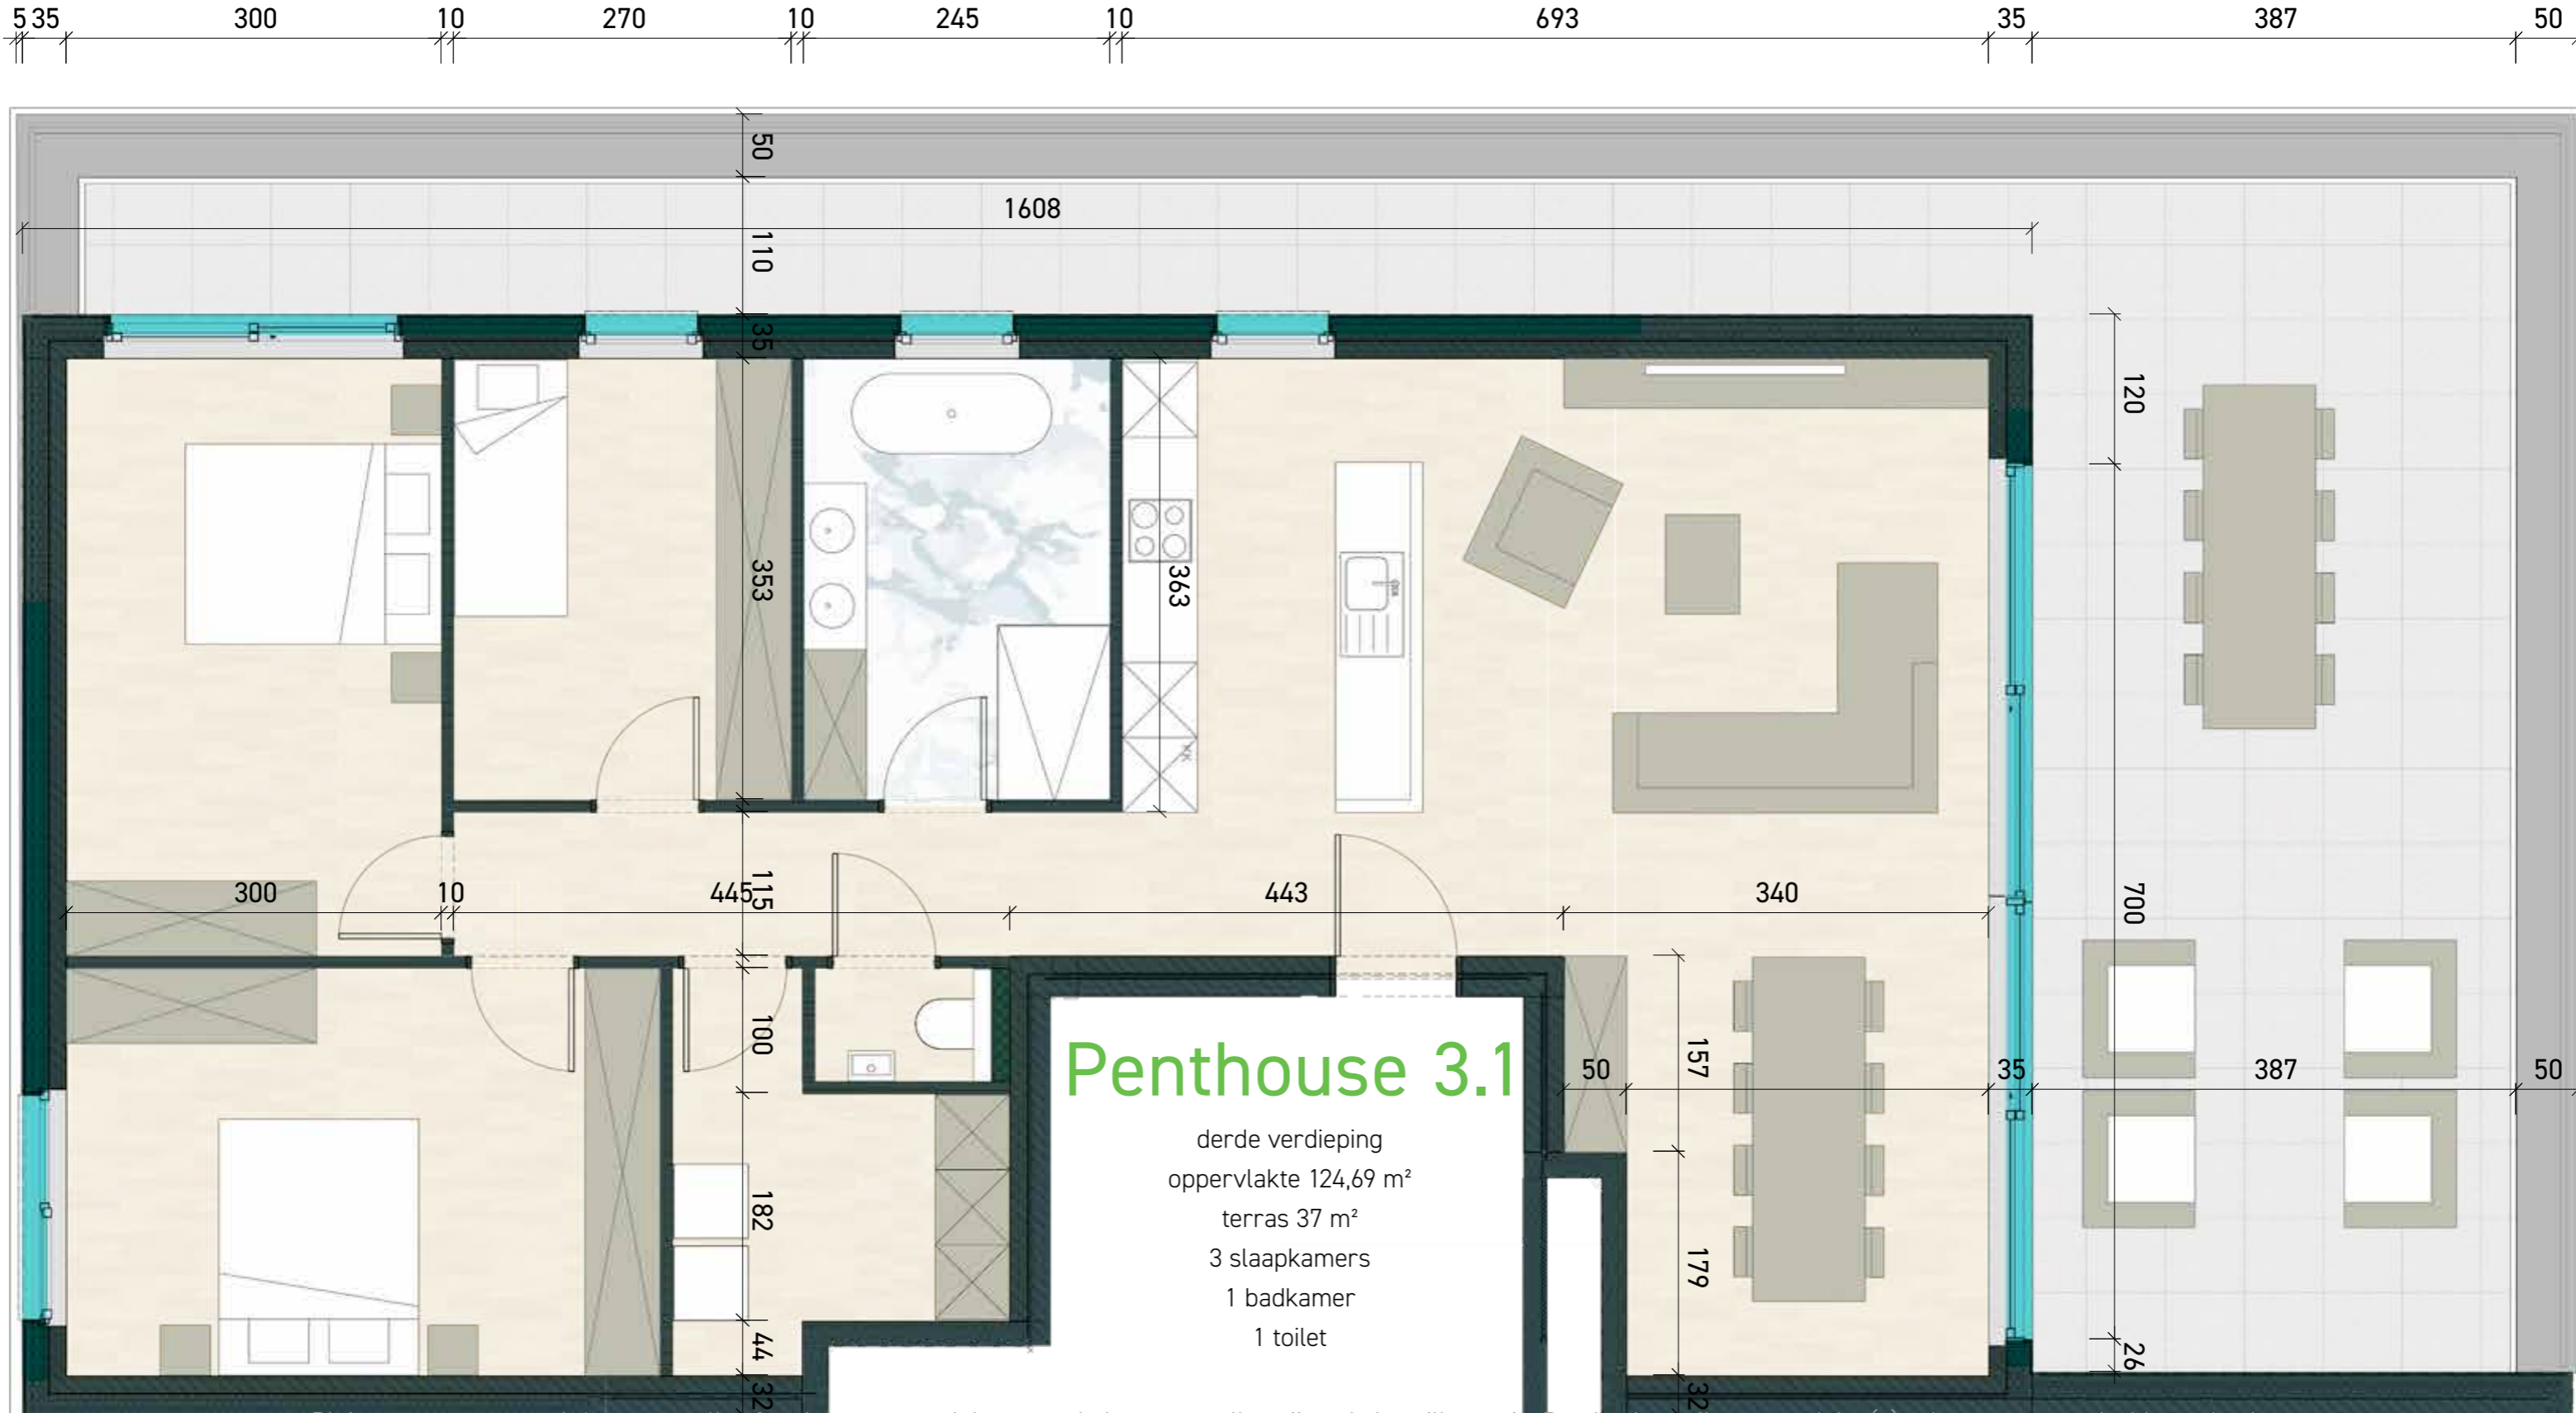 5 35 300 10 270 10 245 10 693 35 387 50
50
1608
110
35
120
353
363
KK
300 10 445 115 443 340
700
100
Penthouse 3.1
157
50 35 387 50
derde verdieping
oppervlakte 124,69 m²
terras 37 m²
182
3 slaapkamers
179
1 badkamer
1 toilet
44
26
32 32